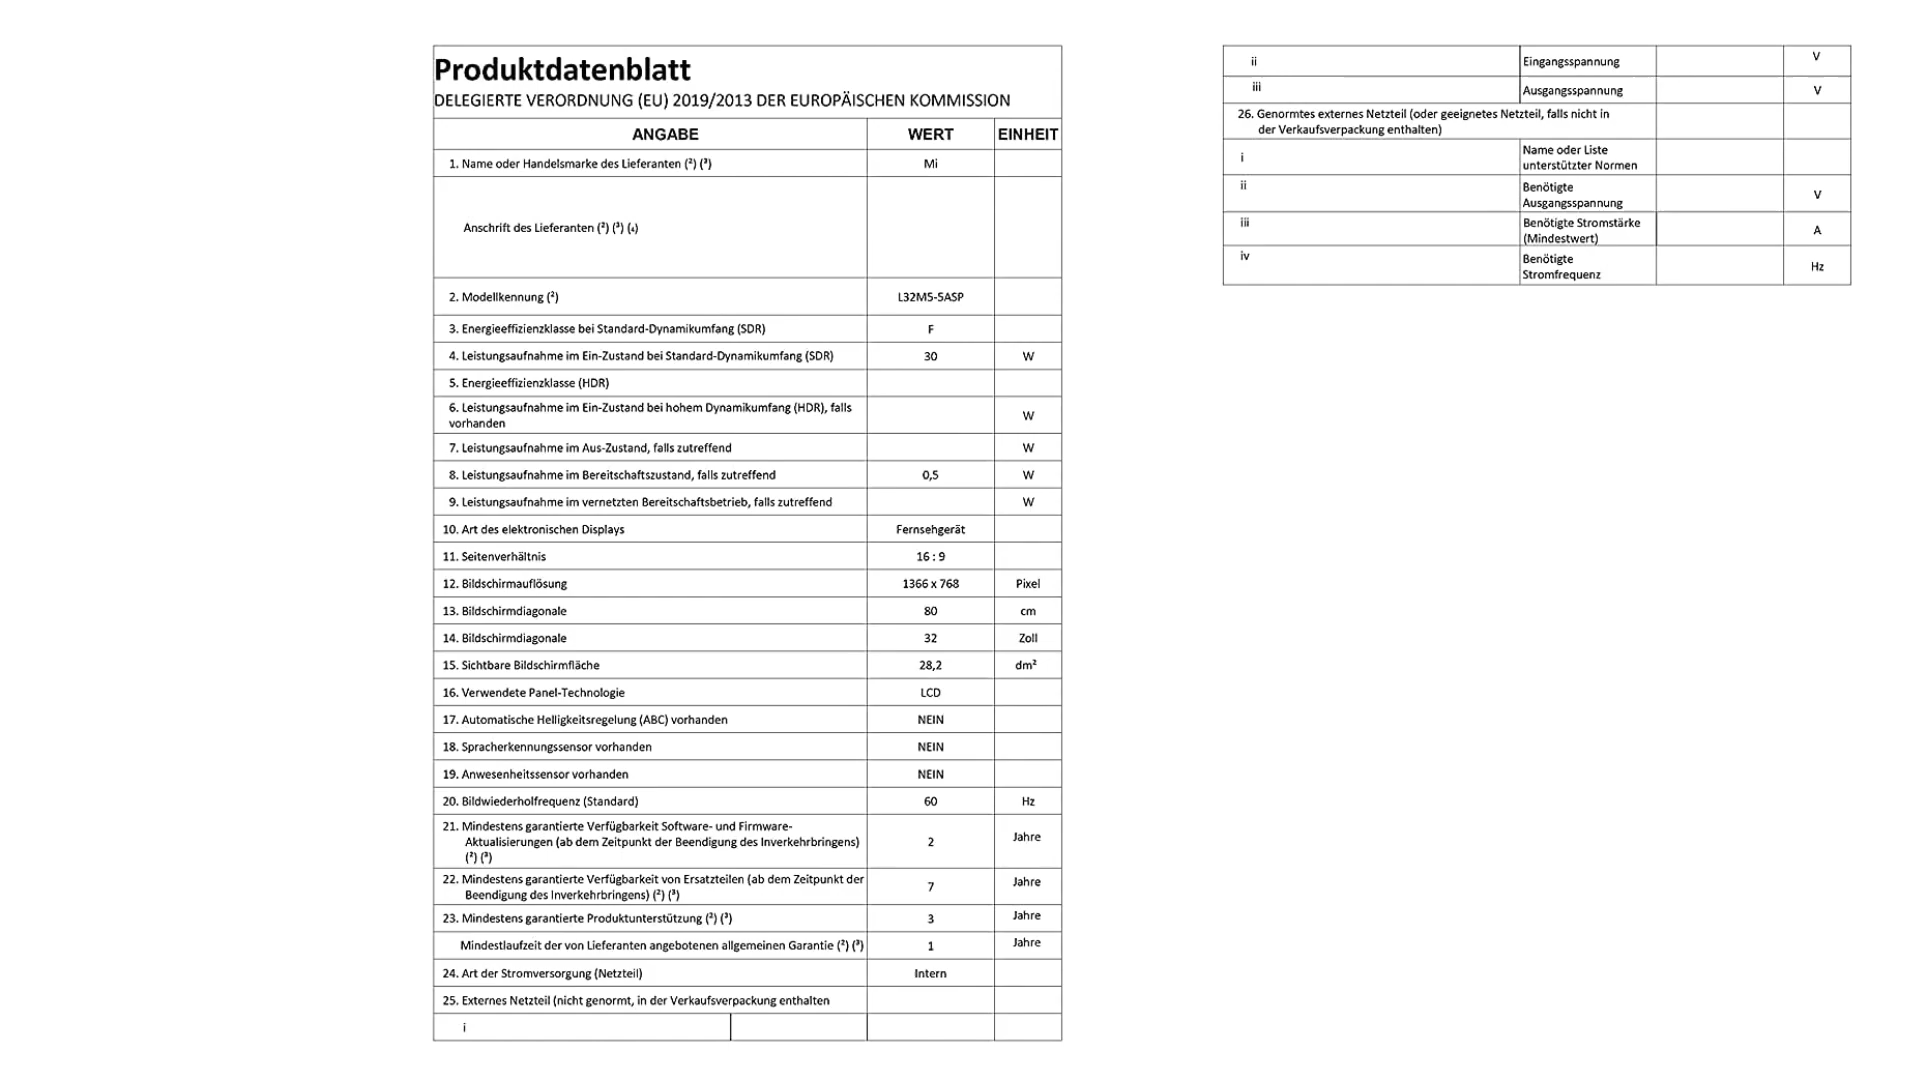 Produktdatenblatt
DELEGIERTE VERORDNUNG (EU) 2019/2013 DER EUROPÄISCHEN KOMMISSION
ANGABE WERT EINHEIT
1. Name oder Handelsmarke des Lieferanten (²) (³) Mi
Anschrift des Lieferanten (²) (³) (₄)
2. Modellkennung (²) L32M5-5ASP
3. Energieeffizienzklasse bei Standard-Dynamikumfang (SDR) F
4. Leistungsaufnahme im Ein-Zustand bei Standard-Dynamikumfang (SDR) 30 W
5. Energieeffizienzklasse (HDR)
6. Leistungsaufnahme im Ein-Zustand bei hohem Dynamikumfang (HDR), falls
vorhanden W
7. Leistungsaufnahme im Aus-Zustand, falls zutreffend W
8. Leistungsaufnahme im Bereitschaftszustand, falls zutreffend 0,5 W
9. Leistungsaufnahme im vernetzten Bereitschaftsbetrieb, falls zutreffend W
10. Art des elektronischen Displays Fernsehgerät
11. Seitenverhältnis 16 : 9
12. Bildschirmauflösung 1366 x 768 Pixel
13. Bildschirmdiagonale 80 cm
14. Bildschirmdiagonale 32 Zoll
15. Sichtbare Bildschirmfläche 28,2 dm²
16. Verwendete Panel-Technologie LCD
17. Automatische Helligkeitsregelung (ABC) vorhanden NEIN
18. Spracherkennungssensor vorhanden NEIN
19. Anwesenheitssensor vorhanden NEIN
20. Bildwiederholfrequenz (Standard) 60 Hz
21. Mindestens garantierte Verfügbarkeit Software- und Firmware-
Aktualisierungen (ab dem Zeitpunkt der Beendigung des Inverkehrbringens) 2 Jahre
(²) (³)
22. Mindestens garantierte Verfügbarkeit von Ersatzteilen (ab dem Zeitpunkt der
Beendigung des Inverkehrbringens) (²) (³) 7 Jahre
23. Mindestens garantierte Produktunterstützung (²) (³) 3 Jahre
Mindestlaufzeit der von Lieferanten angebotenen allgemeinen Garantie (²) (³) 1 Jahre
24. Art der Stromversorgung (Netzteil) Intern
25. Externes Netzteil (nicht genormt, in der Verkaufsverpackung enthalten
i
ii Eingangsspannung V
iii Ausgangsspannung V
26. Genormtes externes Netzteil (oder geeignetes Netzteil, falls nicht in
der Verkaufsverpackung enthalten)
i Name oder Liste
unterstützter Normen
ii Benötigte
Ausgangsspannung V
iii Benötigte Stromstärke
(Mindestwert) A
iv Benötigte
Stromfrequenz Hz